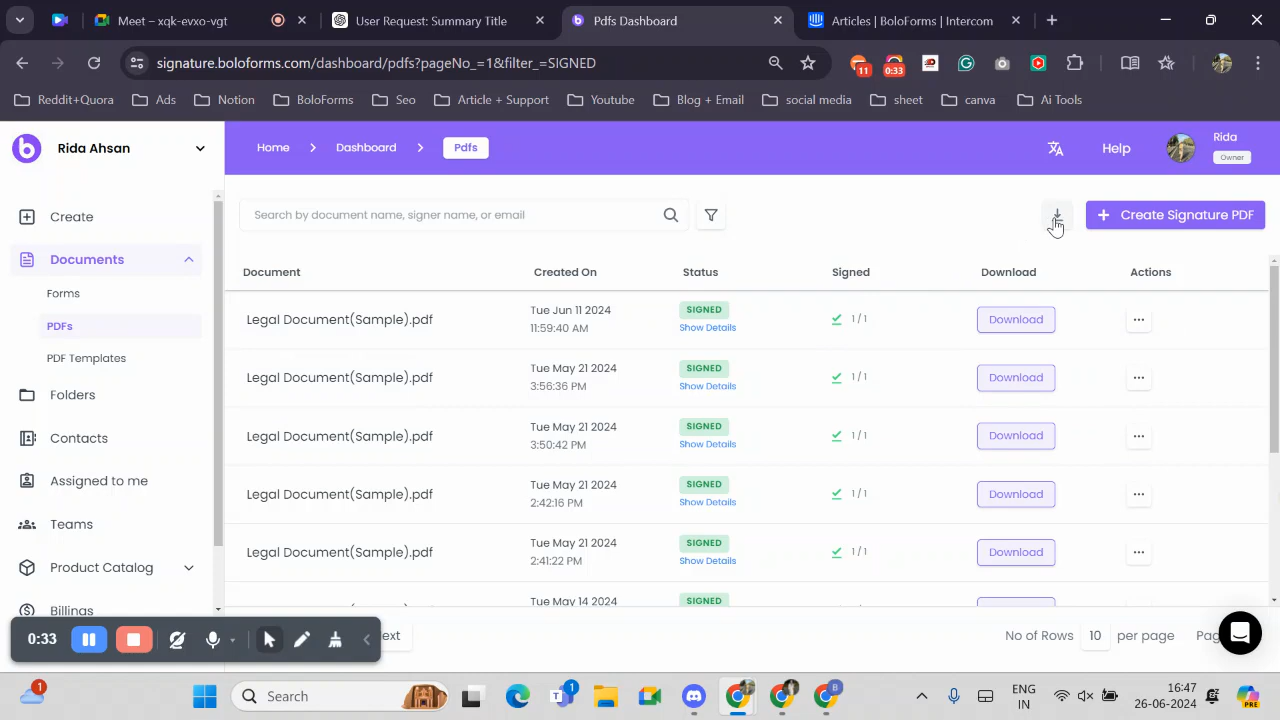 Meet – xqk-evxo-vgt
User Request: Summary Title
Pdfs Dashboard
Articles | BoloForms | Intercom
signature.boloforms.com/dashboard/pdfs?pageNo_=1&filter_=SIGNED
11
0:33
Reddit+Quora
Ads
Notion
BoloForms
Seo
Article + Support
Youtube
Blog + Email
social media
sheet
canva
Ai Tools
b
Rida Ahsan
Home
Dashboard
Pdfs
Help
Rida
Owner
Create
Documents
Forms
PDFs
PDF Templates
Folders
Contacts
Assigned to me
Teams
Product Catalog
Billings
Search by document name, signer name, or email
+ Create Signature PDF
Document Created On Status Signed Download Actions
Legal Document(Sample).pdf
Tue Jun 11 2024
11:59:40 AM
SIGNED
Show Details
1 / 1
Download
Legal Document(Sample).pdf
Tue May 21 2024
3:56:36 PM
SIGNED
Show Details
1 / 1
Download
Legal Document(Sample).pdf
Tue May 21 2024
3:50:42 PM
SIGNED
Show Details
1 / 1
Download
Legal Document(Sample).pdf
Tue May 21 2024
2:42:16 PM
SIGNED
Show Details
1 / 1
Download
Legal Document(Sample).pdf
Tue May 21 2024
2:41:22 PM
SIGNED
Show Details
1 / 1
Download
Tue May 14 2024
SIGNED
0:33
ext
No of Rows 10 per page
Pag
1
Search
1
B
ENG
IN
16:47
26-06-2024
PRE